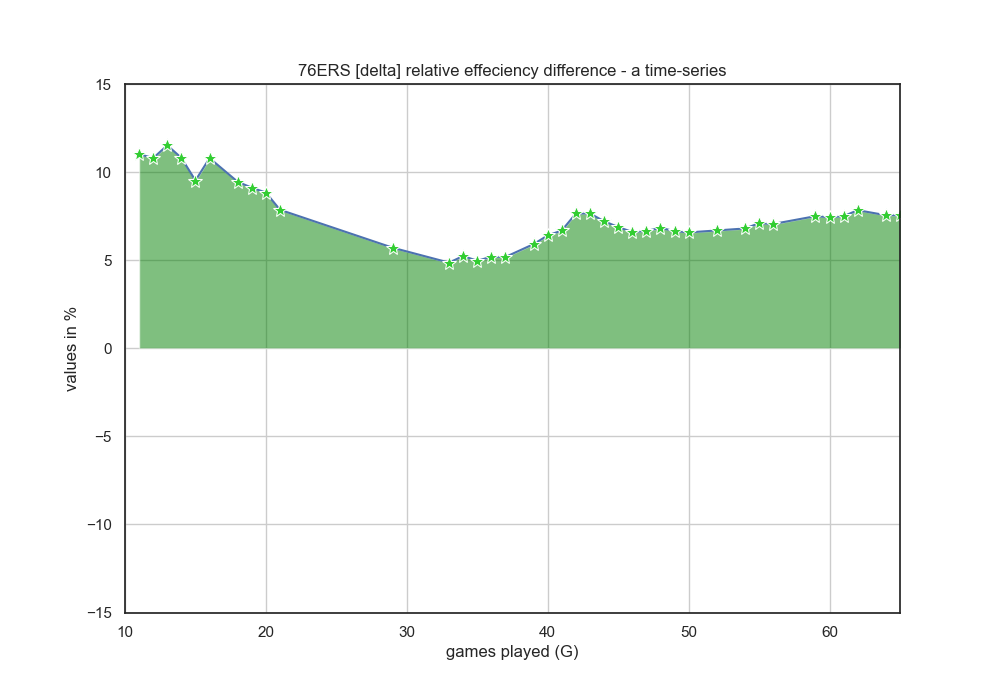 76ERS [delta] relative effeciency difference - a time-series
15
10
5
0
−5
−10
−15
values in %
10 20 30 40 50 60
games played (G)